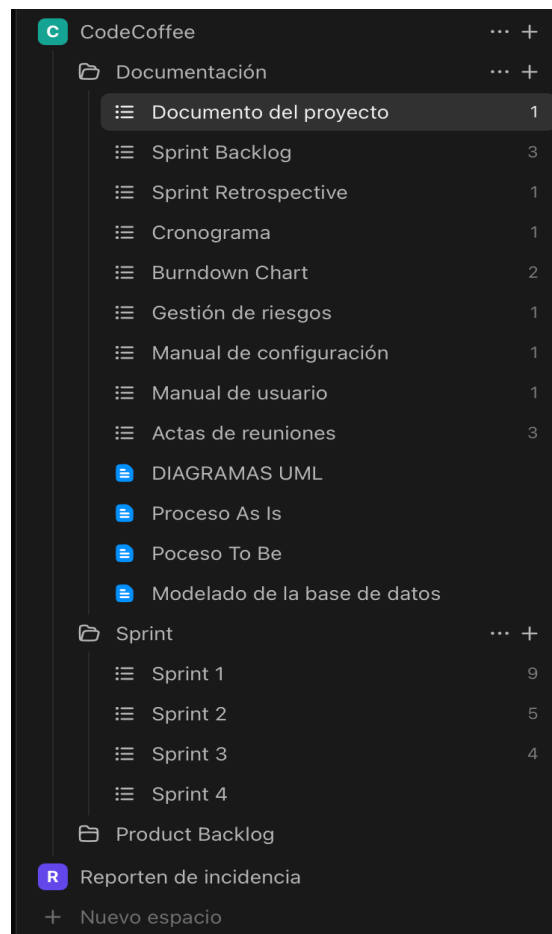 C CodeCoffee ... +
Documentación ... +
Documento del proyecto 1
Sprint Backlog 3
Sprint Retrospective 1
Cronograma 1
Burndown Chart 2
Gestión de riesgos 1
Manual de configuración 1
Manual de usuario 1
Actas de reuniones 3
DIAGRAMAS UML
Proceso As Is
Poceso To Be
Modelado de la base de datos
Sprint ... +
Sprint 1 9
Sprint 2 5
Sprint 3 4
Sprint 4
Product Backlog
R Reporten de incidencia
+ Nuevo espacio